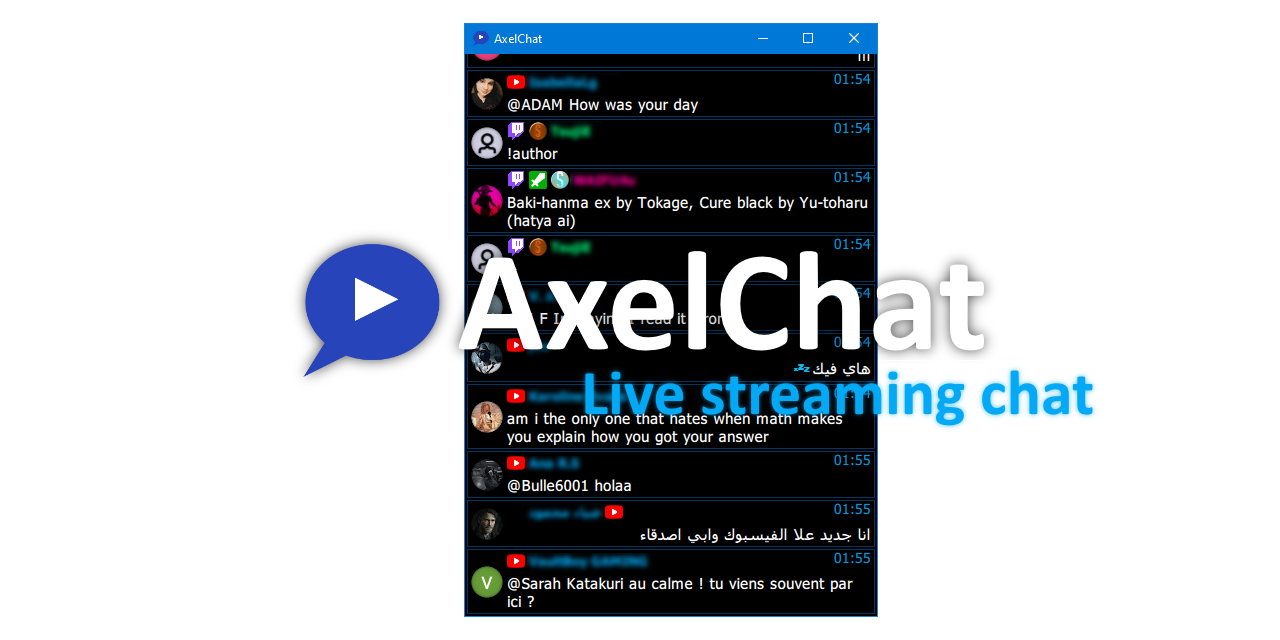 AxelChat
m
01:54
@ADAM How was your day
01:54
!author
01:54
Baki-hanma ex by Tokage, Cure black by Yu-toharu
(hatya ai)
01:54
AxelChat
F I read it
هاي فيك
Live streaming chat
am i the only one that hates when math makes
you explain how you got your answer
01:55
@Bulle6001 holaa
01:55
انا جديد علا الفيسبوك وابي اصدقاء
01:55
V
@Sarah Katakuri au calme ! tu viens souvent par
ici ?